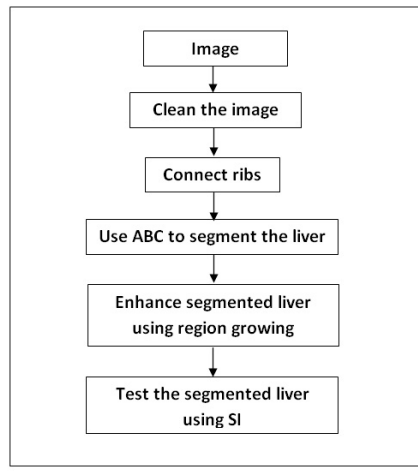 Image
Clean the image
Connect ribs
Use ABC to segment the liver
Enhance segmented liver
using region growing
Test the segmented liver
using SI